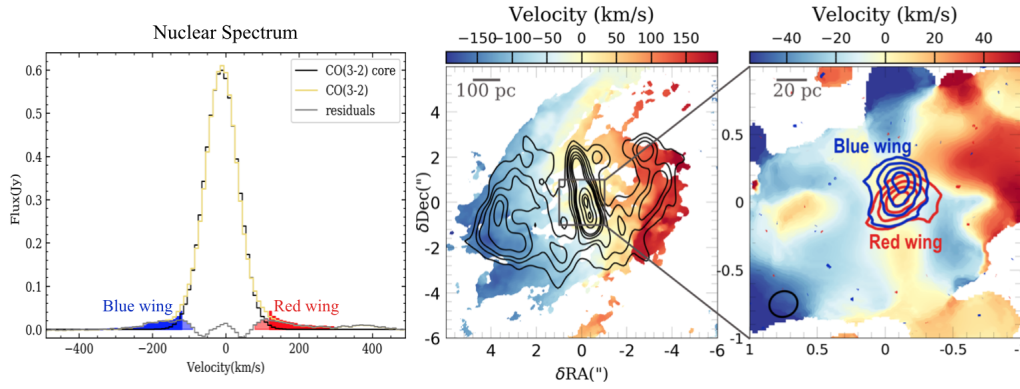 Nuclear Spectrum
Flux(Jy)
0.6
0.5
0.4
0.3
0.2
0.1
0.0
CO(3-2) core
CO(3-2)
residuals
Blue wing
Red wing
−400
−200
0
200
400
Velocity(km/s)
Velocity (km/s)
−150−100−50 0 50 100 150
100 pc
δDec(")
4
2
0
-2
-4
-6
4 2 0 -2 -4 -6
δRA(")
Velocity (km/s)
−40 −20 0 20 40
20 pc
0.5
0
-0.5
-1
Blue wing
Red wing
1 0.5 0 -0.5 -1